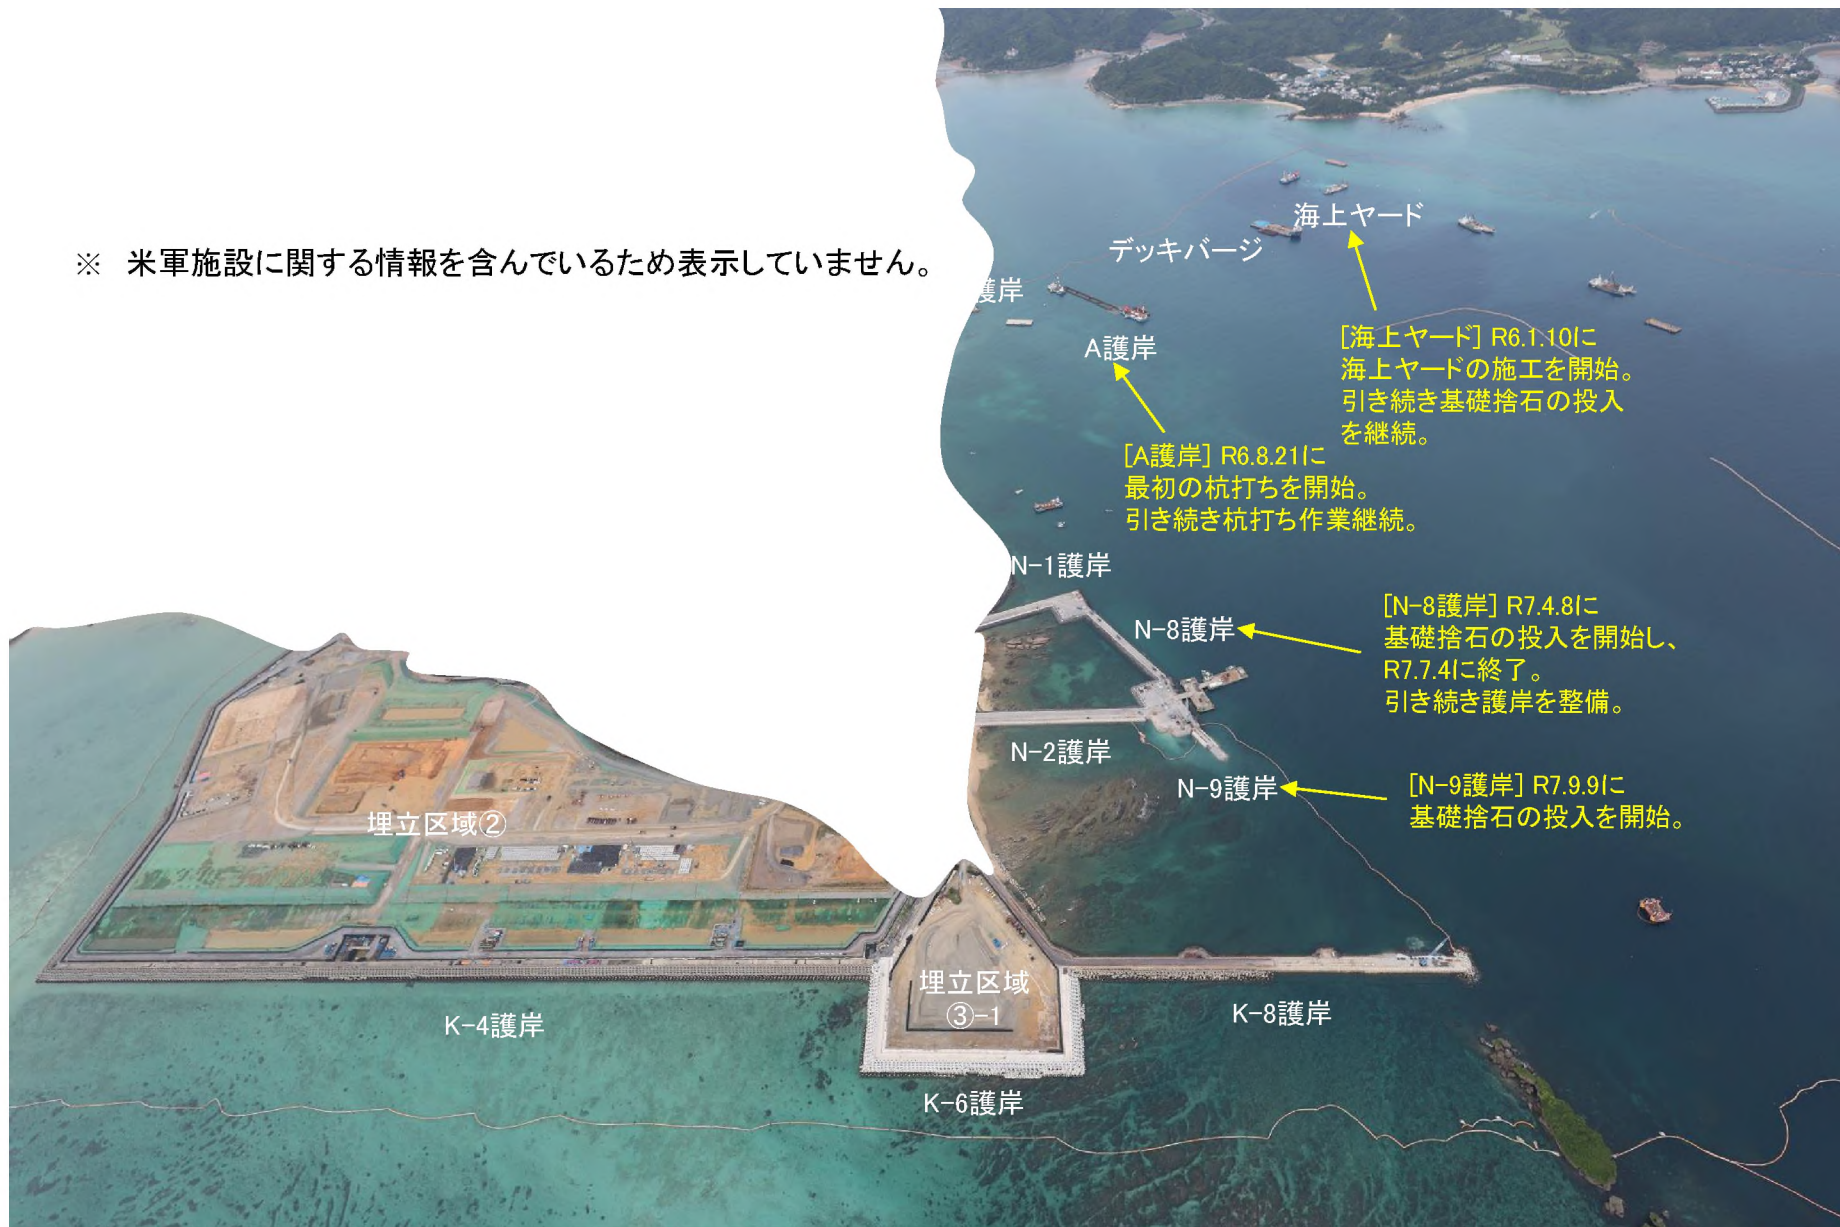 海上ヤード
デッキバージ
※ 米軍施設に関する情報を含んでいるため表示していません。
護岸
A護岸
[海上ヤード] R6.1.10に
海上ヤードの施工を開始。
引き続き基礎捨石の投入
を継続。
[A護岸] R6.8.21に
最初の杭打ちを開始。
引き続き杭打ち作業継続。
N-1護岸
N-8護岸
[N-8護岸] R7.4.8に
基礎捨石の投入を開始し、
R7.7.4に終了。
引き続き護岸を整備。
N-2護岸
N-9護岸
[N-9護岸] R7.9.9に
基礎捨石の投入を開始。
埋立区域②
埋立区域
③-1
K-4護岸
K-8護岸
K-6護岸